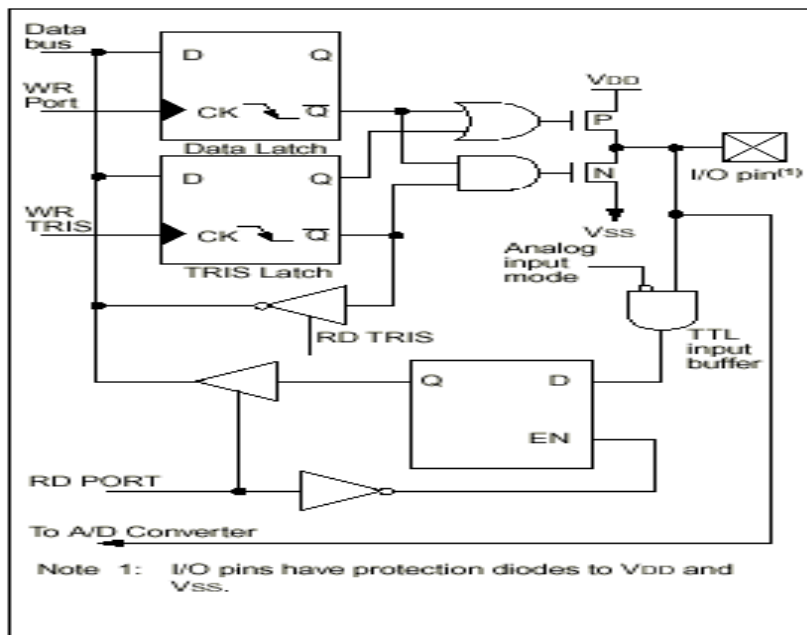 Data
bus
D Q
WR
Port
CK Q
Data Latch
VDD
P
I/O pin(1)
D Q
N
WR
TRIS
CK Q
TRIS Latch
VSS
Analog
input
mode
RD TRIS
TTL
input
buffer
Q D
EN
RD PORT
To A/D Converter
Note 1: I/O pins have protection diodes to VDD and
VSS.